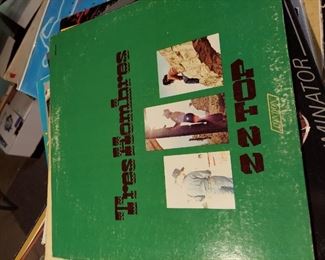 Tres Hombres
ZZ TOP
LONDON
MINATOR